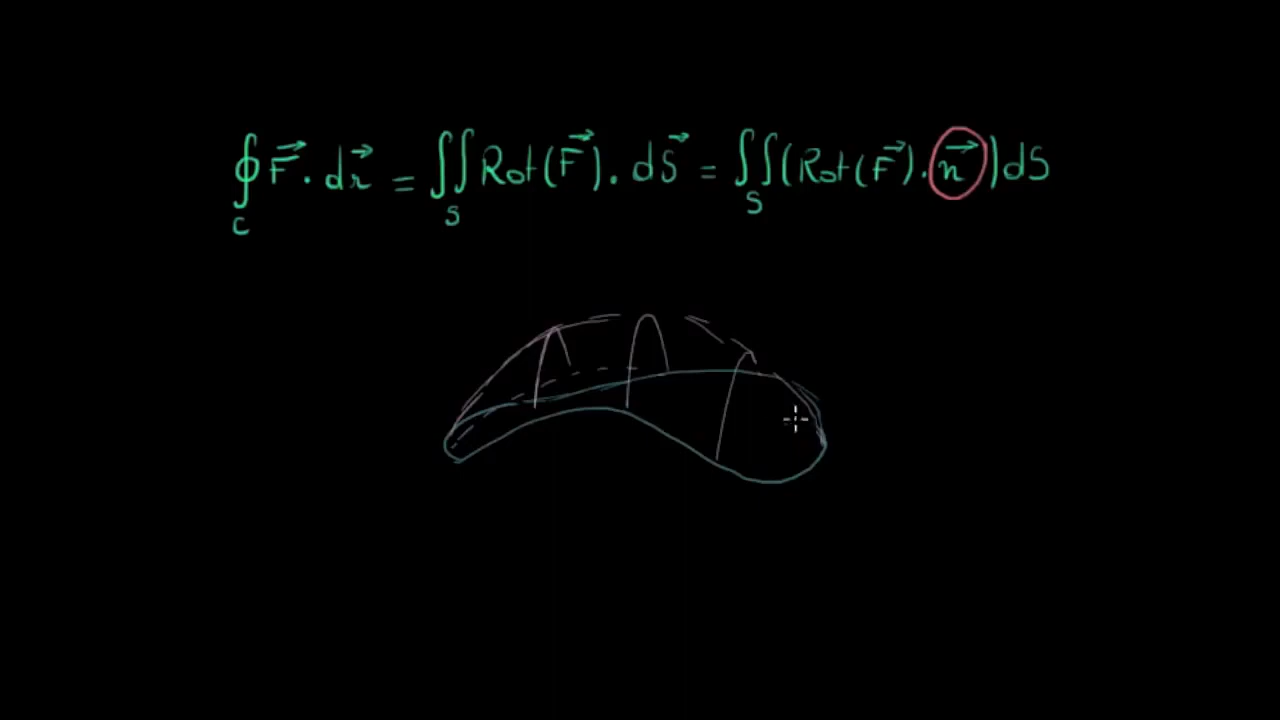 ∮_C F⃗ · dr⃗ = ∬_S Rot(F⃗) · dS⃗ = ∬_S (Rot(F⃗) · n⃗) dS